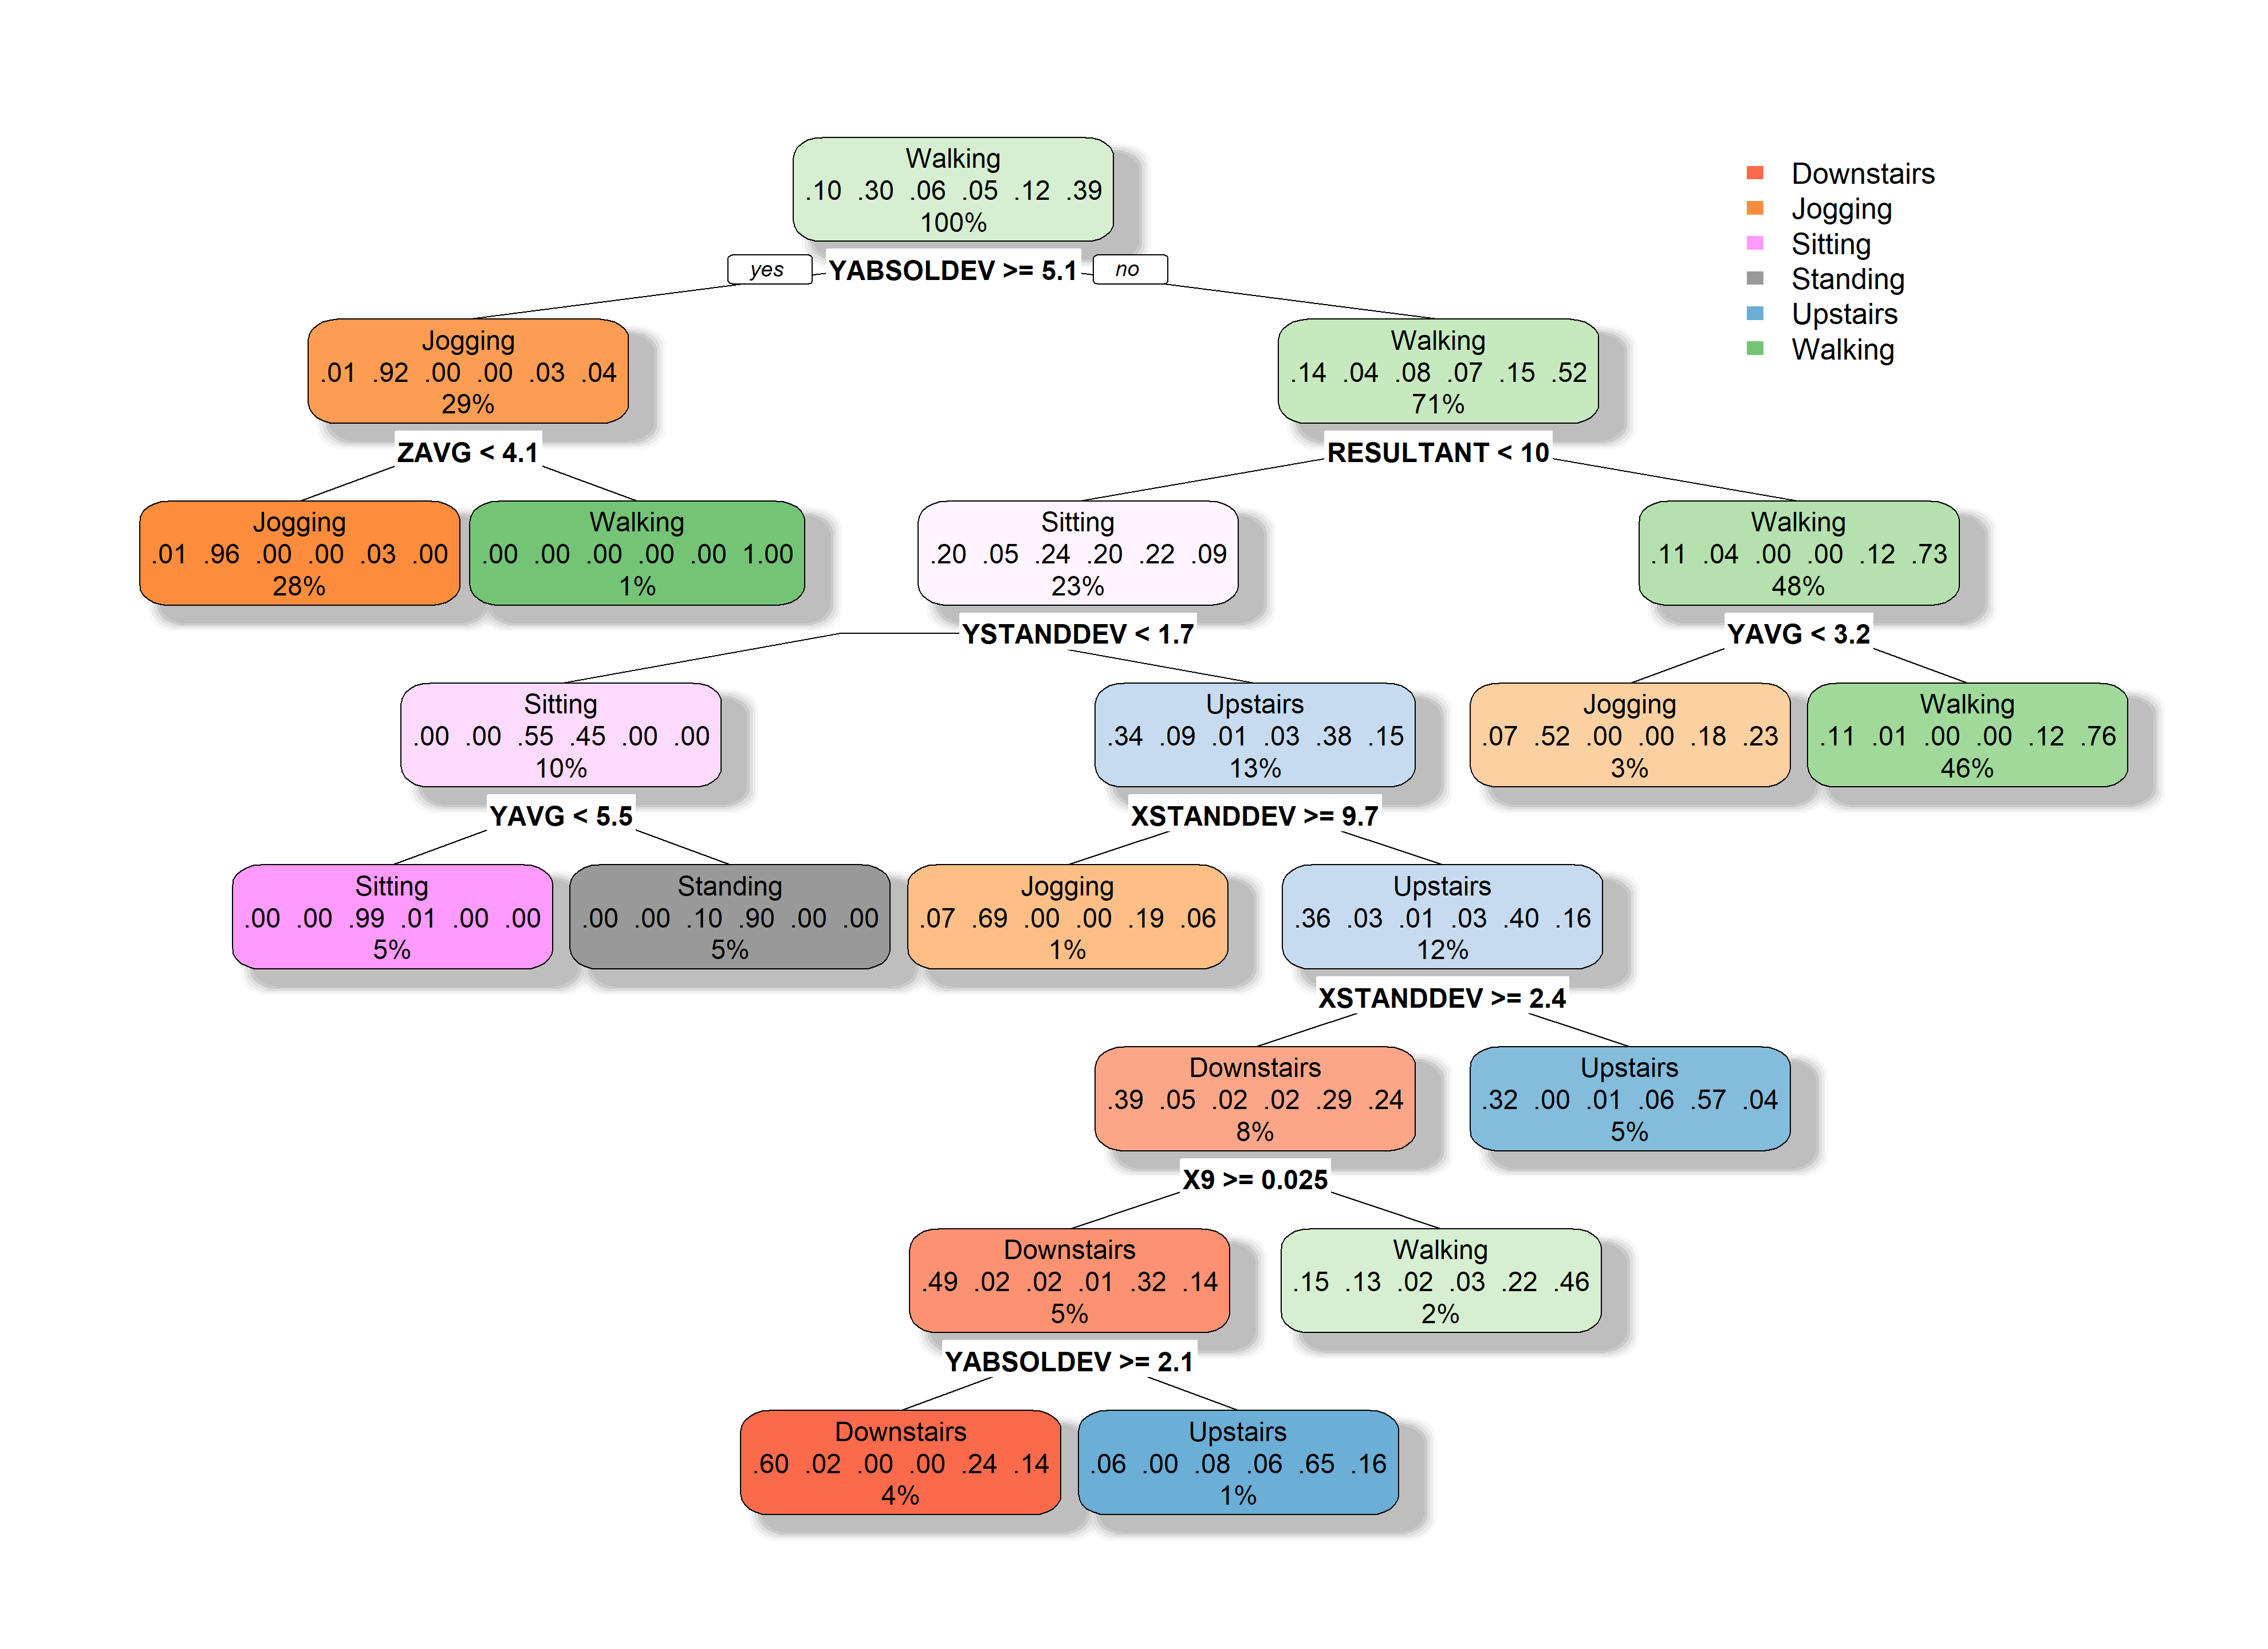 Walking
.10 .30 .06 .05 .12 .39
100%
Downstairs
Jogging
Sitting
Standing
Upstairs
Walking
yes
YABSOLDEV >= 5.1
no
Jogging
.01 .92 .00 .00 .03 .04
29%
Walking
.14 .04 .08 .07 .15 .52
71%
ZAVG < 4.1
RESULTANT < 10
Jogging
.01 .96 .00 .00 .03 .00
28%
Walking
.00 .00 .00 .00 .00 1.00
1%
Sitting
.20 .05 .24 .20 .22 .09
23%
Walking
.11 .04 .00 .00 .12 .73
48%
YSTANDDEV < 1.7
YAVG < 3.2
Sitting
.00 .00 .55 .45 .00 .00
10%
Upstairs
.34 .09 .01 .03 .38 .15
13%
Jogging
.07 .52 .00 .00 .18 .23
3%
Walking
.11 .01 .00 .00 .12 .76
46%
YAVG < 5.5
XSTANDDEV >= 9.7
Sitting
.00 .00 .99 .01 .00 .00
5%
Standing
.00 .00 .10 .90 .00 .00
5%
Jogging
.07 .69 .00 .00 .19 .06
1%
Upstairs
.36 .03 .01 .03 .40 .16
12%
XSTANDDEV >= 2.4
Downstairs
.39 .05 .02 .02 .29 .24
8%
Upstairs
.32 .00 .01 .06 .57 .04
5%
X9 >= 0.025
Downstairs
.49 .02 .02 .01 .32 .14
5%
Walking
.15 .13 .02 .03 .22 .46
2%
YABSOLDEV >= 2.1
Downstairs
.60 .02 .00 .00 .24 .14
4%
Upstairs
.06 .00 .08 .06 .65 .16
1%